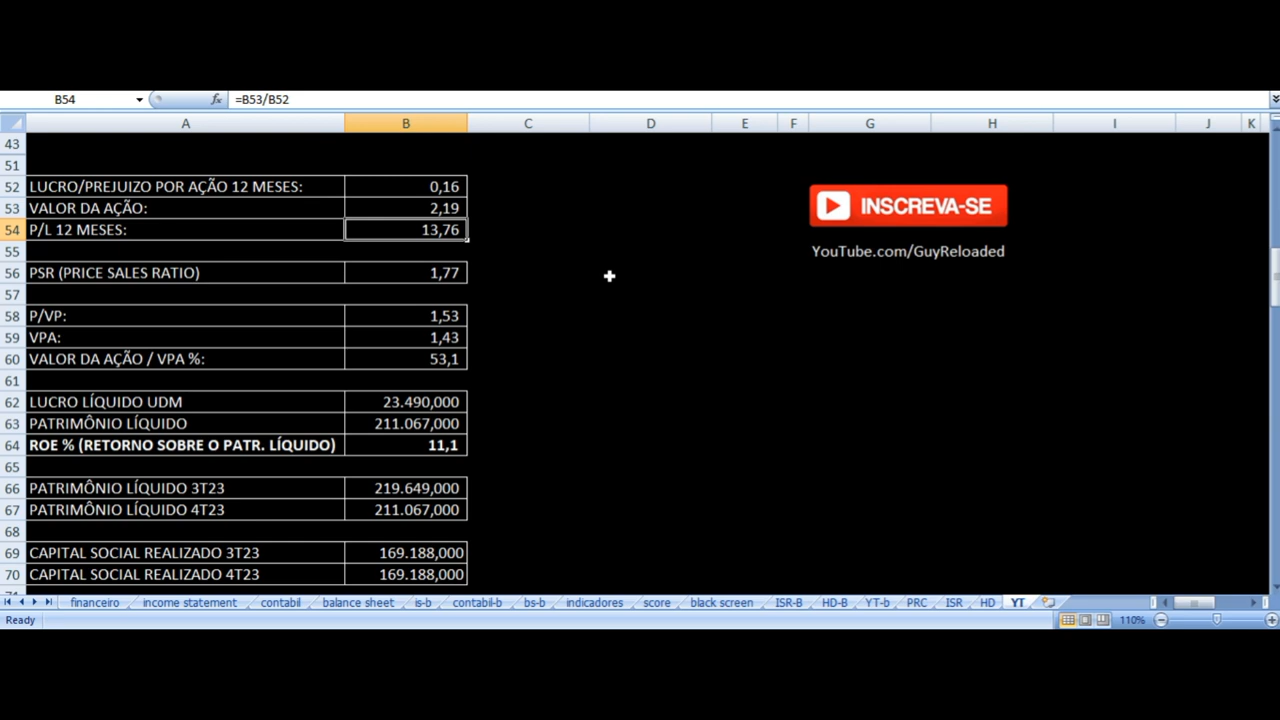 B54 fx =B53/B52
A B C D E F G H I J K
43
51
52 LUCRO/PREJUIZO POR AÇÃO 12 MESES: 0,16
53 VALOR DA AÇÃO: 2,19
54 P/L 12 MESES: 13,76
INSCREVA-SE
YouTube.com/GuyReloaded
55
56 PSR (PRICE SALES RATIO) 1,77
57
58 P/VP: 1,53
59 VPA: 1,43
60 VALOR DA AÇÃO / VPA %: 53,1
61
62 LUCRO LÍQUIDO UDM 23.490,000
63 PATRIMÔNIO LÍQUIDO 211.067,000
64 ROE % (RETORNO SOBRE O PATR. LÍQUIDO) 11,1
65
66 PATRIMÔNIO LÍQUIDO 3T23 219.649,000
67 PATRIMÔNIO LÍQUIDO 4T23 211.067,000
68
69 CAPITAL SOCIAL REALIZADO 3T23 169.188,000
70 CAPITAL SOCIAL REALIZADO 4T23 169.188,000
financeiro income statement contabil balance sheet is-b contabil-b bs-b indicadores score black screen ISR-B HD-B YT-b PRC ISR HD YT
Ready 110%